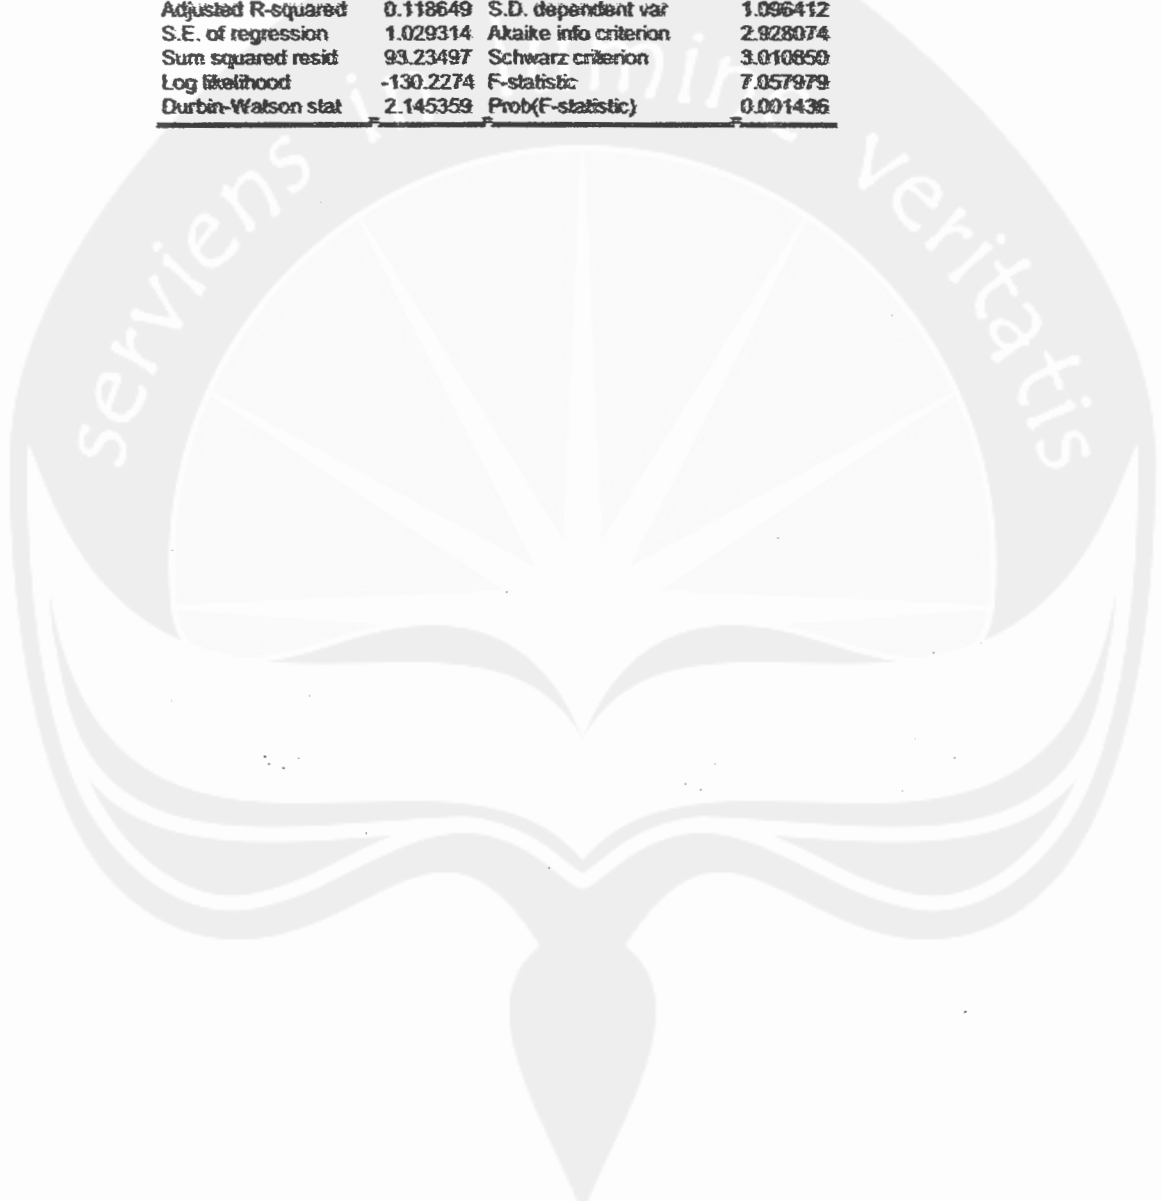 Adjusted R-squared 0.118649 S.D. dependent var 1.096412
S.E. of regression 1.029314 Akaike info criterion 2.928074
Sum squared resid 93.23497 Schwarz criterion 3.010850
Log likelihood -130.2274 F-statistic 7.057979
Durbin-Watson stat 2.145359 Prob(F-statistic) 0.001436
serviens in lumine veritatis